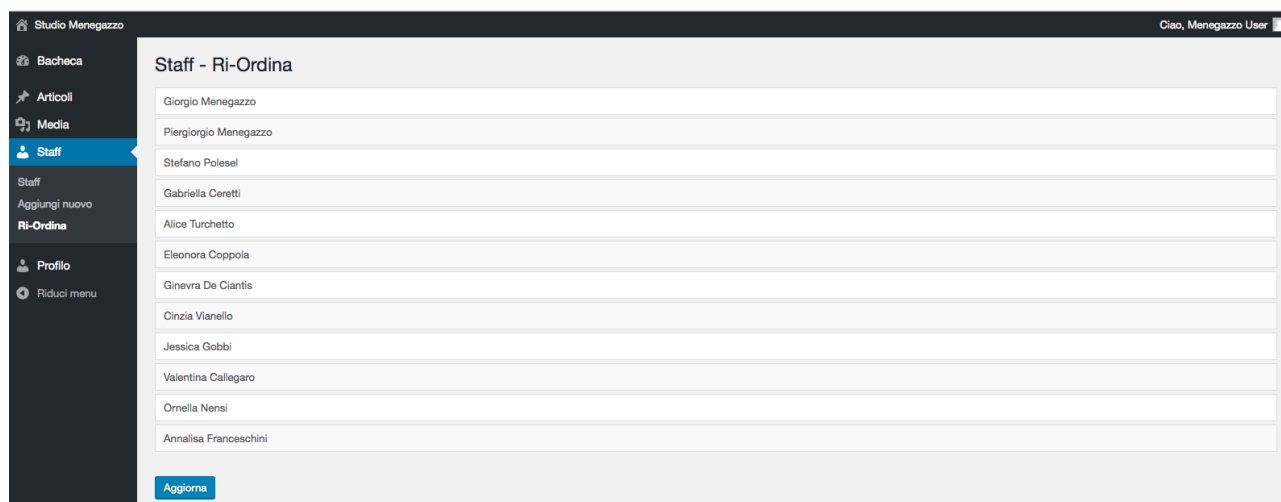 Studio Menegazzo
Ciao, Menegazzo User
Bacheca
Articoli
Media
Staff
Staff
Aggiungi nuovo
Ri-Ordina
Profilo
Riduci menu
Staff - Ri-Ordina
Giorgio Menegazzo
Piergiorgio Menegazzo
Stefano Polesel
Gabriella Ceretti
Alice Turchetto
Eleonora Coppola
Ginevra De Ciantis
Cinzia Vianello
Jessica Gobbi
Valentina Callegaro
Ornella Nensi
Annalisa Franceschini
Aggiorna